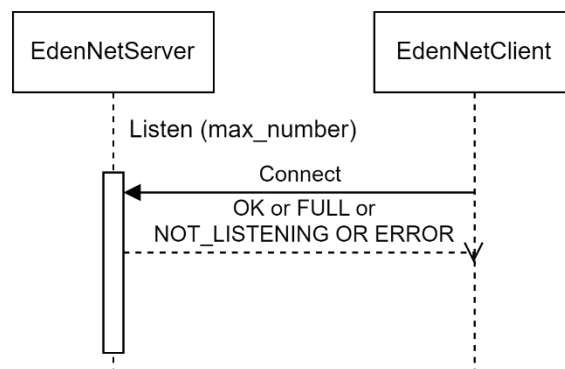 EdenNetServer
EdenNetClient
Listen (max_number)
Connect
OK or FULL or
NOT_LISTENING OR ERROR